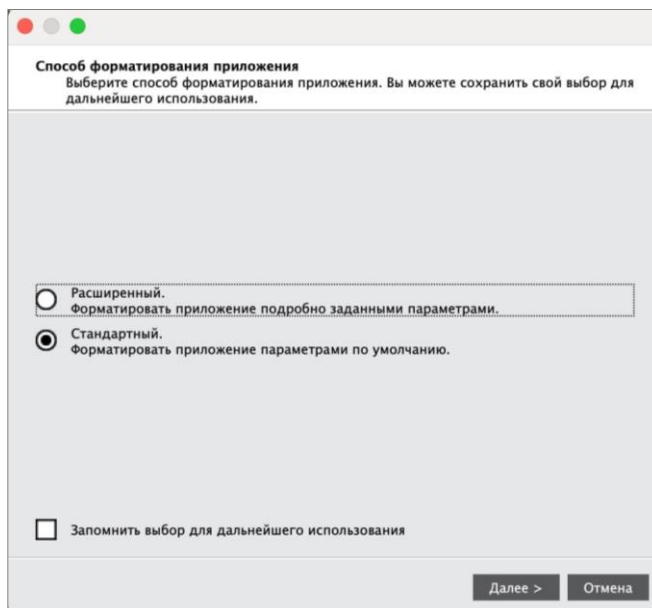 Способ форматирования приложения
Выберите способ форматирования приложения. Вы можете сохранить свой выбор для
дальнейшего использования.
Расширенный.
Форматировать приложение подробно заданными параметрами.
Стандартный.
Форматировать приложение параметрами по умолчанию.
Запомнить выбор для дальнейшего использования
Далее >
Отмена